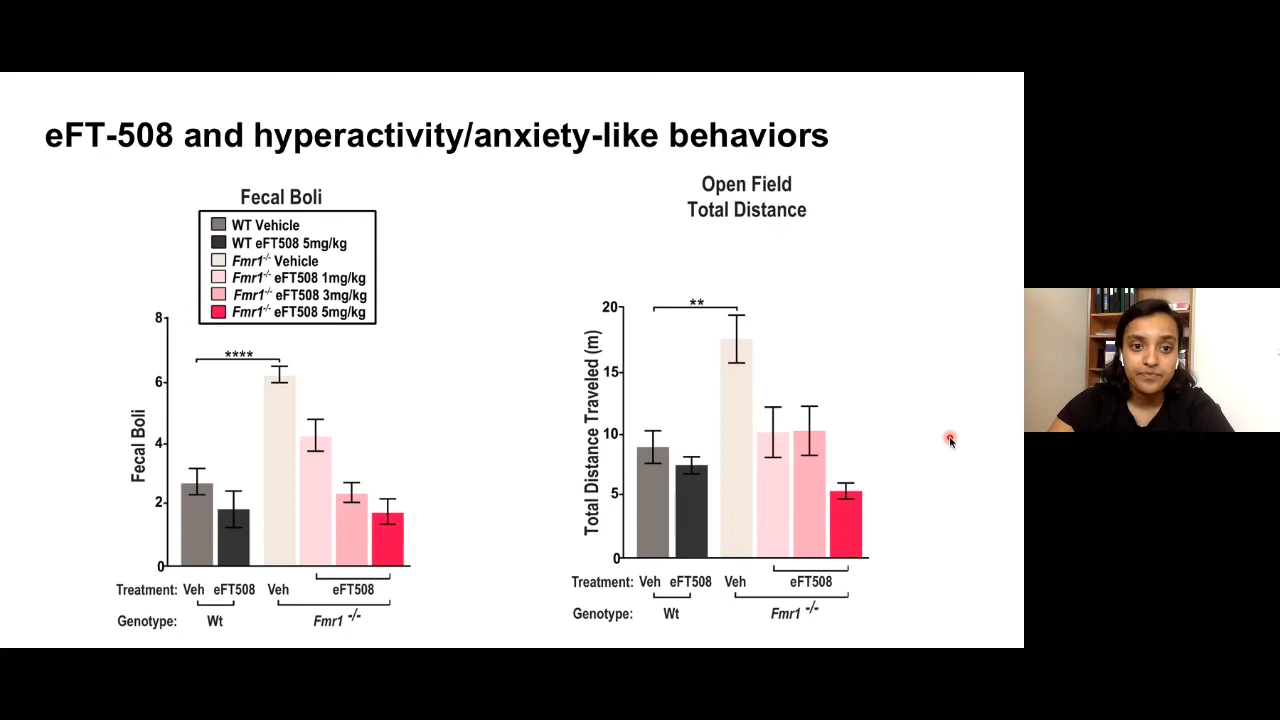 eFT-508 and hyperactivity/anxiety-like behaviors
Fecal Boli
WT Vehicle
WT eFT508 5mg/kg
Fmr1-/- Vehicle
Fmr1-/- eFT508 1mg/kg
Fmr1-/- eFT508 3mg/kg
Fmr1-/- eFT508 5mg/kg
8
6
4
2
0
Fecal Boli
****
Treatment: Veh eFT508 Veh eFT508
Genotype: Wt Fmr1 -/-
Open Field
Total Distance
20
15
10
5
0
Total Distance Traveled (m)
**
Treatment: Veh eFT508 Veh eFT508
Genotype: Wt Fmr1 -/-